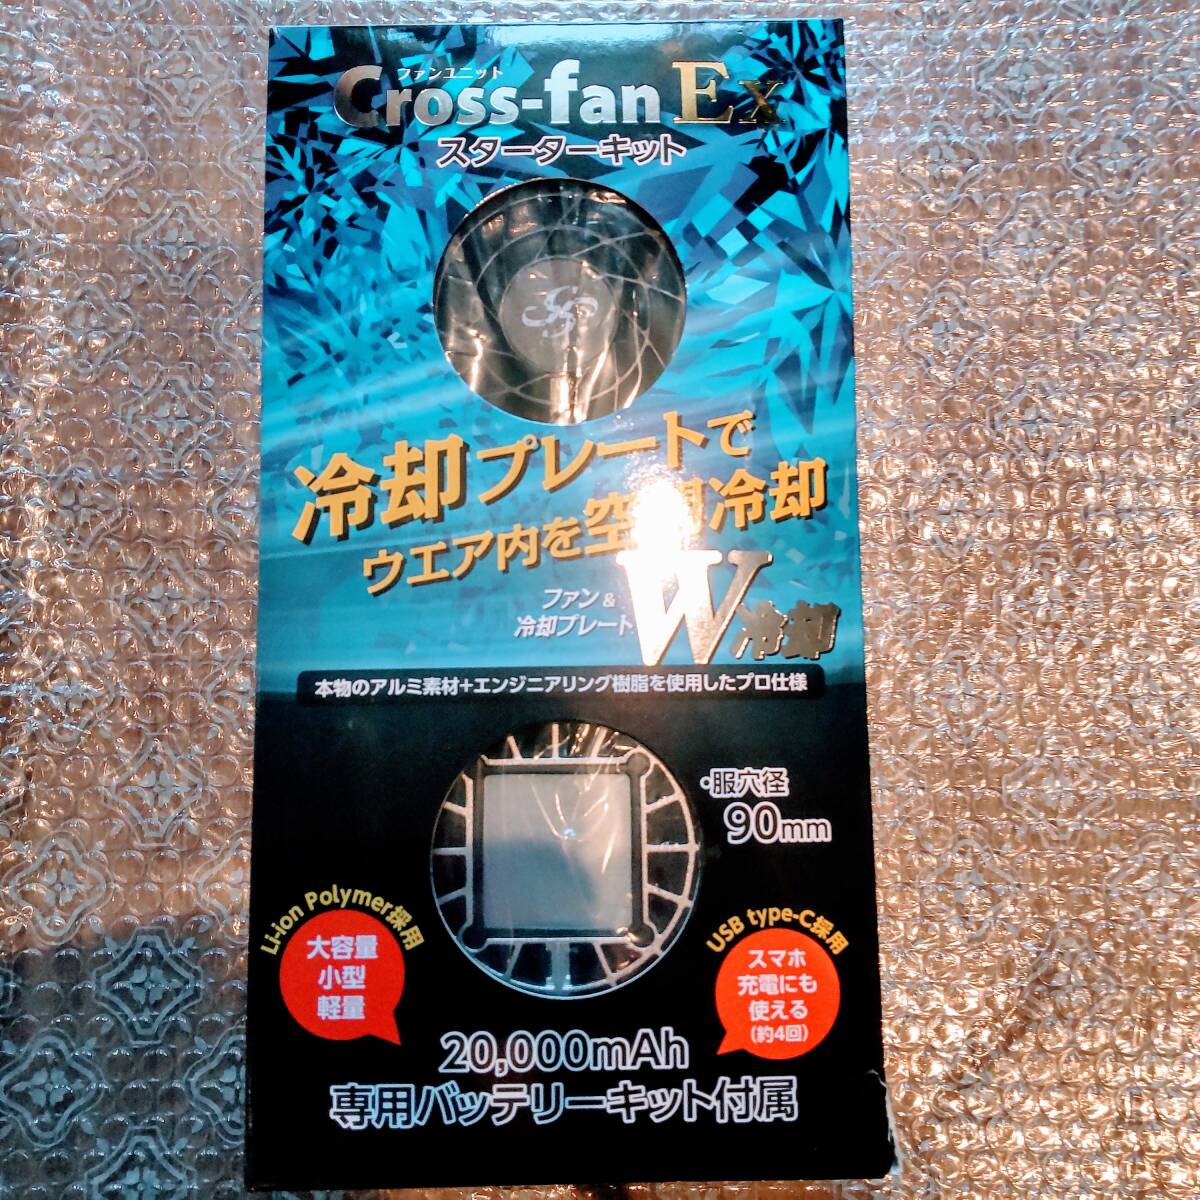 ファンユニット
Cross-fan EX
スターターキット
冷却プレートで
ウエア内を空間冷却
ファン&
冷却プレート
W冷却
本物のアルミ素材+エンジニアリング樹脂を使用したプロ仕様
・服穴径
90mm
Li-ion Polymer採用
大容量
小型
軽量
USB type-C採用
スマホ
充電にも
使える
(約4回)
20,000mAh
専用バッテリーキット付属